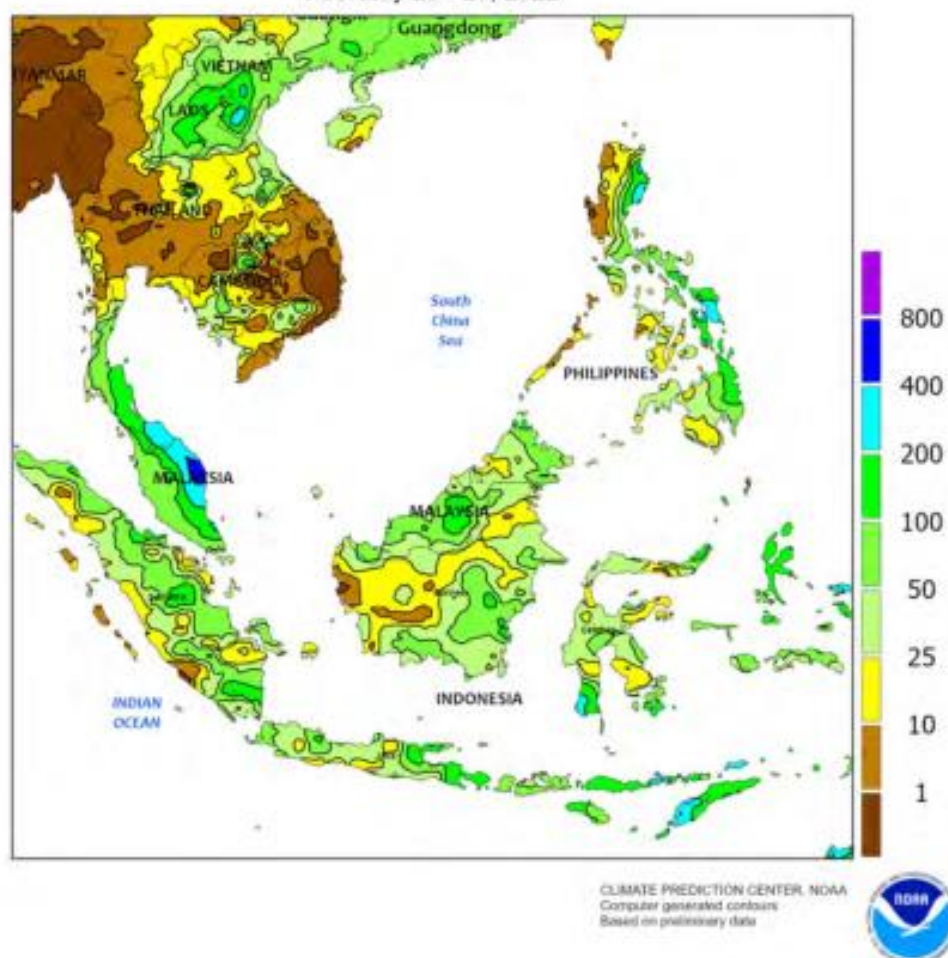 Guangdong
VIETNAM
LAOS
THAILAND
CAMBODIA
South
China
Sea
PHILIPPINES
MALAYSIA
MALAYSIA
INDONESIA
INDIAN
OCEAN
800
400
200
100
50
25
10
1
CLIMATE PREDICTION CENTER, NOAA
Computer generated contours
Based on preliminary data
NOAA